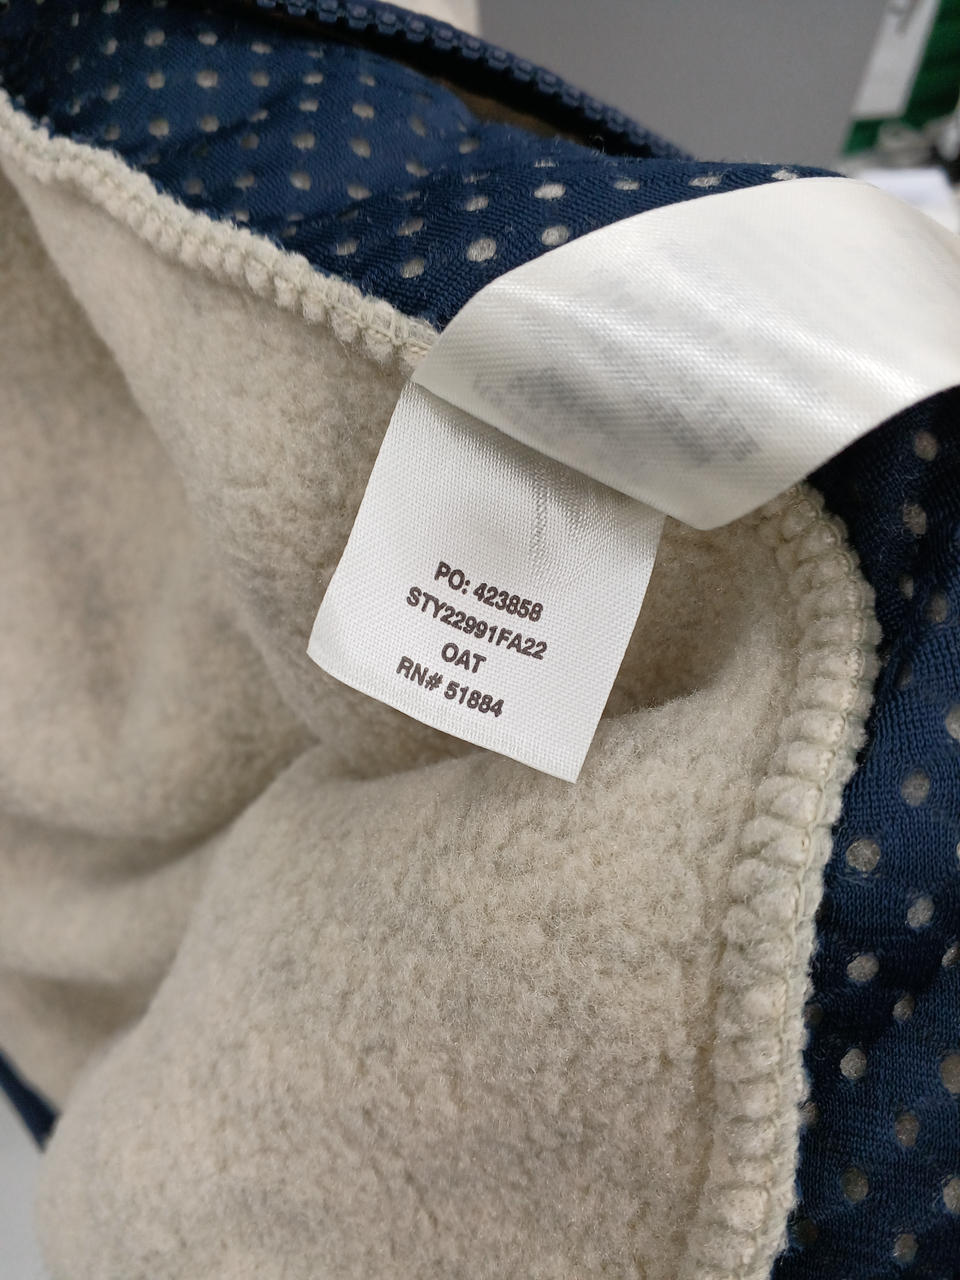 PO: 423858
STY22991FA22
OAT
RN# 51884